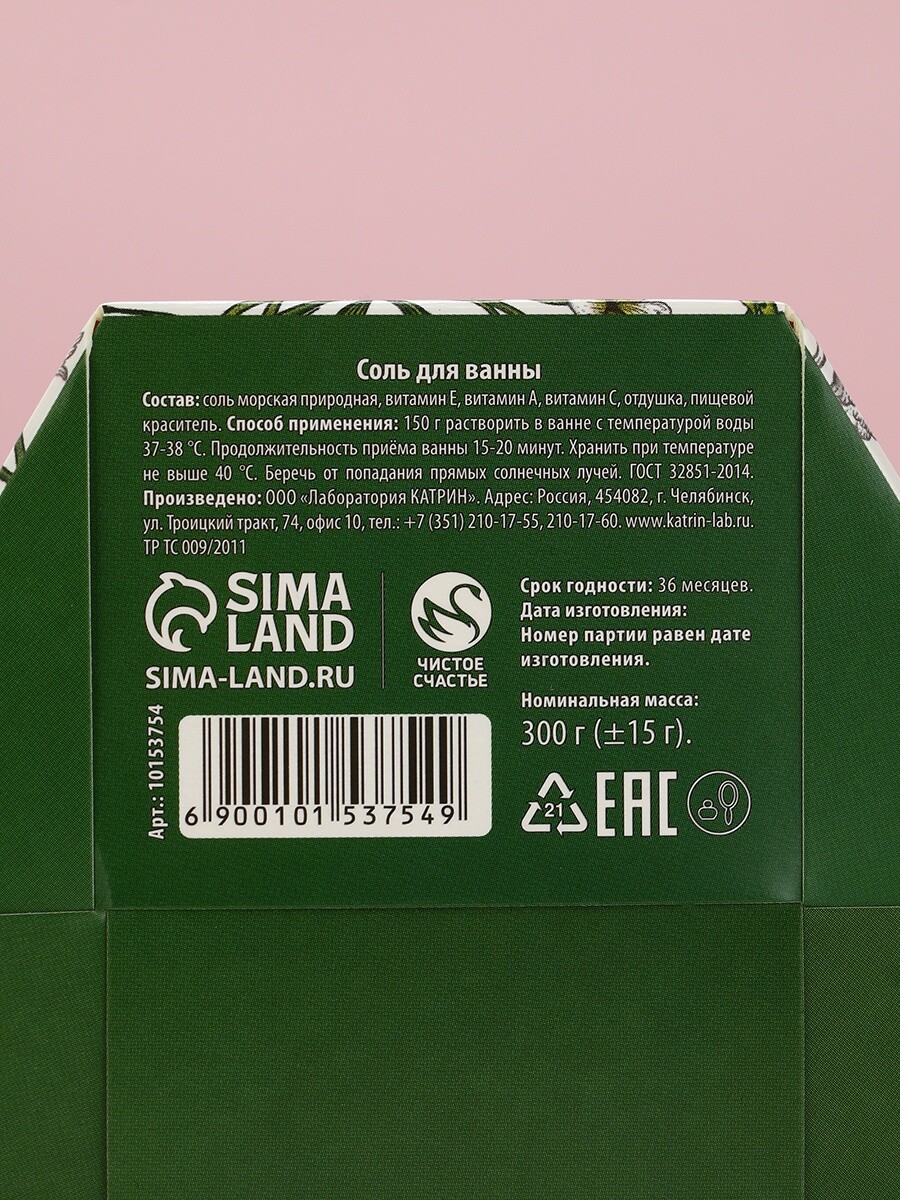 Соль для ванны
Состав: соль морская природная, витамин Е, витамин А, витамин С, отдушка, пищевой
краситель. Способ применения: 150 г растворить в ванне с температурой воды
37-38 °С. Продолжительность приёма ванны 15-20 минут. Хранить при температуре
не выше 40 °С. Беречь от попадания прямых солнечных лучей. ГОСТ 32851-2014.
Произведено: ООО «Лаборатория КАТРИН». Адрес: Россия, 454082, г. Челябинск,
ул. Троицкий тракт, 74, офис 10, тел.: +7 (351) 210-17-55, 210-17-60. www.katrin-lab.ru.
ТР ТС 009/2011
SIMA
LAND
SIMA-LAND.RU
ЧИСТОЕ
СЧАСТЬЕ
Срок годности: 36 месяцев.
Дата изготовления:
Номер партии равен дате
изготовления.
Номинальная масса:
300 г (±15 г).
Арт.: 10153754
6 900101 537549
21
EAC